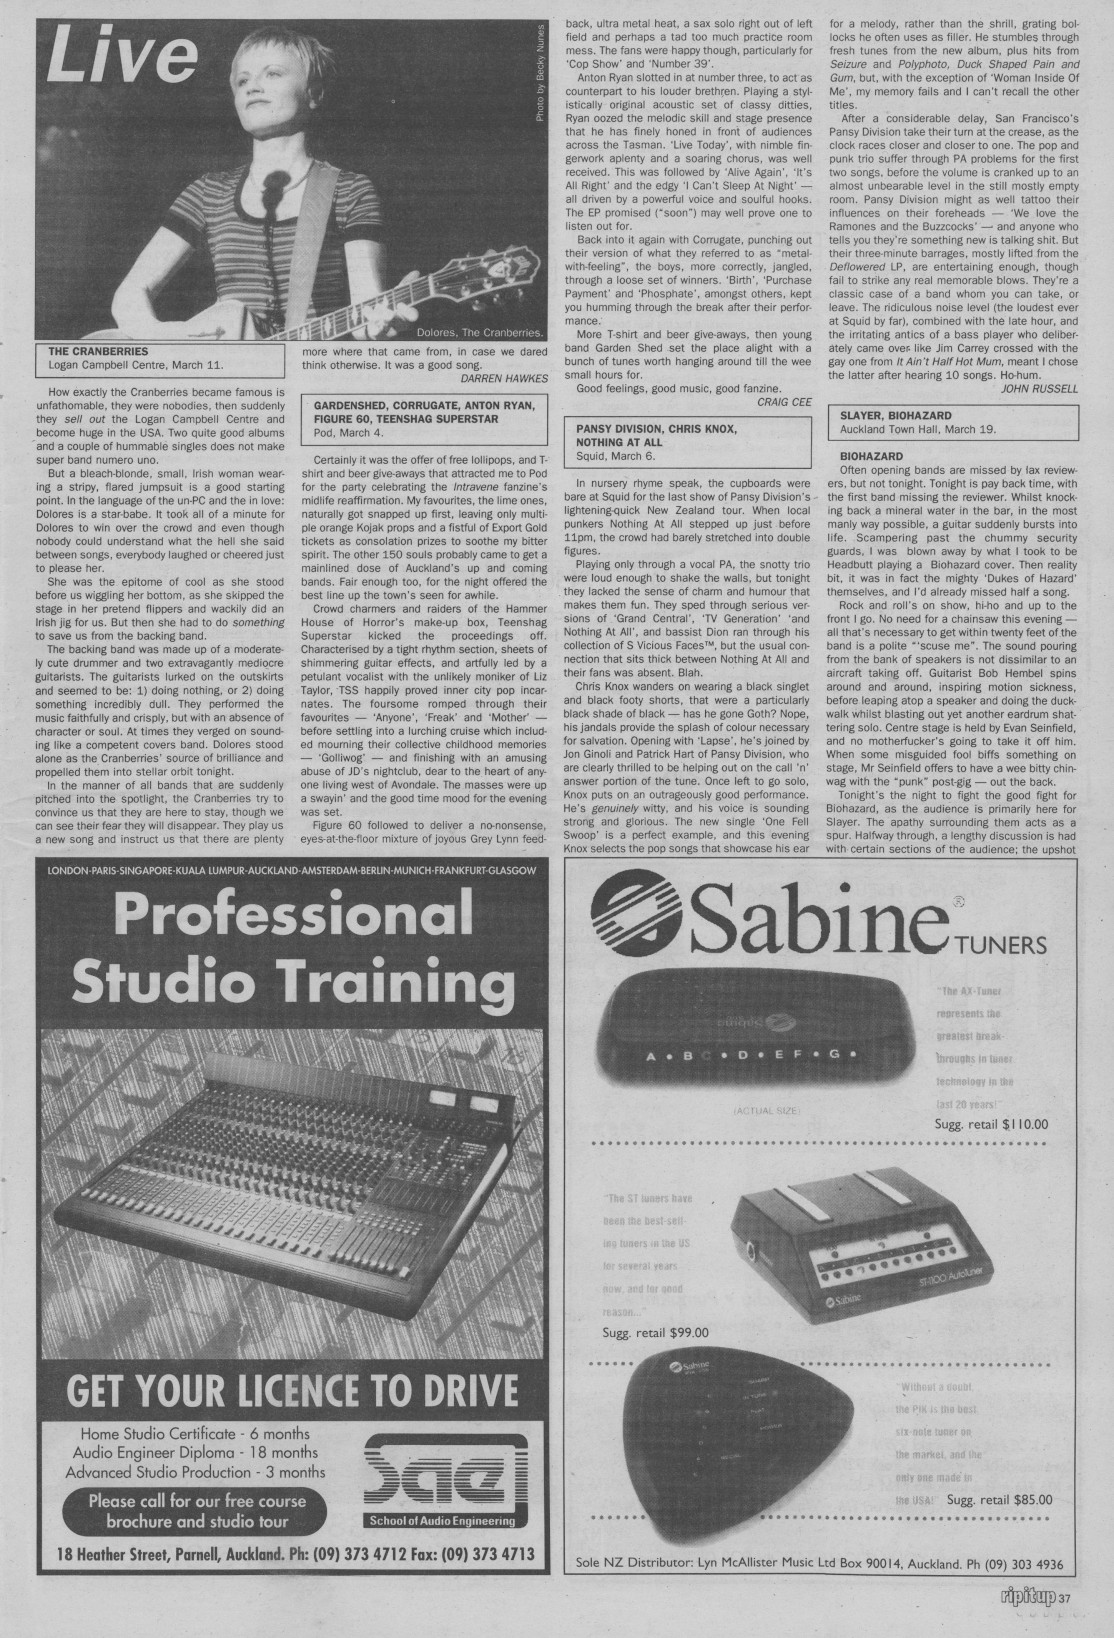 Live
Photo by Becky Nunes
Dolores, The Cranberries.
THE CRANBERRIES
Logan Campbell Centre, March 11.
How exactly the Cranberries became famous is
unfathomable, they were nobodies, then suddenly
they sell out the Logan Campbell Centre and
become huge in the USA. Two quite good albums
and a couple of hummable singles does not make
super band numero uno.
But a bleach-blonde, small, Irish woman wear-
ing a stripy, flared jumpsuit is a good starting
point. In the language of the un-PC and the in love:
Dolores is a star-babe. It took all of a minute for
Dolores to win over the crowd and even though
nobody could understand what the hell she said
between songs, everybody laughed or cheered just
to please her.
She was the epitome of cool as she stood
before us wiggling her bottom, as she skipped the
stage in her pretend flippers and wackily did an
Irish jig for us. But then she had to do something
to save us from the backing band.
The backing band was made up of a moderate-
ly cute drummer and two extravagantly mediocre
guitarists. The guitarists lurked on the outskirts
and seemed to be: 1) doing nothing, or 2) doing
something incredibly dull. They performed the
music faithfully and crisply, but with an absence of
character or soul. At times they verged on sound-
ing like a competent covers band. Dolores stood
alone as the Cranberries' source of brilliance and
propelled them into stellar orbit tonight.
In the manner of all bands that are suddenly
pitched into the spotlight, the Cranberries try to
convince us that they are here to stay, though we
can see their fear they will disappear. They play us
a new song and instruct us that there are plenty
more where that came from, in case we dared
think otherwise. It was a good song.
DARREN HAWKES
GARDENSHED, CORRUGATE, ANTON RYAN,
FIGURE 60, TEENSHAG SUPERSTAR
Pod, March 4.
Certainly it was the offer of free lollipops, and T-
shirt and beer give-aways that attracted me to Pod
for the party celebrating the Intravene fanzine's
midlife reaffirmation. My favourites, the lime ones,
naturally got snapped up first, leaving only multi-
ple orange Kojak props and a fistful of Export Gold
tickets as consolation prizes to soothe my bitter
spirit. The other 150 souls probably came to get a
mainlined dose of Auckland's up and coming
bands. Fair enough too, for the night offered the
best line up the town's seen for awhile.
Crowd charmers and raiders of the Hammer
House of Horror's make-up box, Teenshag
Superstar kicked the proceedings off.
Characterised by a tight rhythm section, sheets of
shimmering guitar effects, and artfully led by a
petulant vocalist with the unlikely moniker of Liz
Taylor, TSS happily proved inner city pop incar-
nates. The foursome romped through their
favourites — 'Anyone', 'Freak' and 'Mother' —
before settling into a lurching cruise which includ-
ed mourning their collective childhood memories
— 'Golliwog' — and finishing with an amusing
abuse of JD's nightclub, dear to the heart of any-
one living west of Avondale. The masses were up
a swayin' and the good time mood for the evening
was set.
Figure 60 followed to deliver a no-nonsense,
eyes-at-the-floor mixture of joyous Grey Lynn feed-
back, ultra metal heat, a sax solo right out of left
field and perhaps a tad too much practice room
mess. The fans were happy though, particularly for
'Cop Show' and 'Number 39'.
Anton Ryan slotted in at number three, to act as
counterpart to his louder brethren. Playing a styl-
istically original acoustic set of classy ditties,
Ryan oozed the melodic skill and stage presence
that he has finely honed in front of audiences
across the Tasman. 'Live Today', with nimble fin-
gerwork aplenty and a soaring chorus, was well
received. This was followed by 'Alive Again', 'It's
All Right' and the edgy 'I Can't Sleep At Night' —
all driven by a powerful voice and soulful hooks.
The EP promised ("soon") may well prove one to
listen out for.
Back into it again with Corrugate, punching out
their version of what they referred to as "metal-
with-feeling", the boys, more correctly, jangled,
through a loose set of winners. 'Birth', 'Purchase
Payment' and 'Phosphate', amongst others, kept
you humming through the break after their perfor-
mance.
More T-shirt and beer give-aways, then young
band Garden Shed set the place alight with a
bunch of tunes worth hanging around till the wee
small hours for.
Good feelings, good music, good fanzine.
CRAIG CEE
PANSY DIVISION, CHRIS KNOX,
NOTHING AT ALL
Squid, March 6.
In nursery rhyme speak, the cupboards were
bare at Squid for the last show of Pansy Division's
lightening-quick New Zealand tour. When local
punkers Nothing At All stepped up just before
11pm, the crowd had barely stretched into double
figures.
Playing only through a vocal PA, the snotty trio
were loud enough to shake the walls, but tonight
they lacked the sense of charm and humour that
makes them fun. They sped through serious ver-
sions of 'Grand Central', 'TV Generation' 'and
Nothing At All', and bassist Dion ran through his
collection of S Vicious Faces™, but the usual con-
nection that sits thick between Nothing At All and
their fans was absent. Blah.
Chris Knox wanders on wearing a black singlet
and black footy shorts, that were a particularly
black shade of black — has he gone Goth? Nope,
his jandals provide the splash of colour necessary
for salvation. Opening with 'Lapse', he's joined by
Jon Ginoli and Patrick Hart of Pansy Division, who
are clearly thrilled to be helping out on the call 'n'
answer portion of the tune. Once left to go solo,
Knox puts on an outrageously good performance.
He's genuinely witty, and his voice is sounding
strong and glorious. The new single 'One Fell
Swoop' is a perfect example, and this evening
Knox selects the pop songs that showcase his ear
for a melody, rather than the shrill, grating bol-
locks he often uses as filler. He stumbles through
fresh tunes from the new album, plus hits from
Seizure and Polyphoto, Duck Shaped Pain and
Gum, but, with the exception of 'Woman Inside Of
Me', my memory fails and I can't recall the other
titles.
After a considerable delay, San Francisco's
Pansy Division take their turn at the crease, as the
clock races closer and closer to one. The pop and
punk trio suffer through PA problems for the first
two songs, before the volume is cranked up to an
almost unbearable level in the still mostly empty
room. Pansy Division might as well tattoo their
influences on their foreheads — 'We love the
Ramones and the Buzzcocks' — and anyone who
tells you they're something new is talking shit. But
their three-minute barrages, mostly lifted from the
Deflowered LP, are entertaining enough, though
fail to strike any real memorable blows. They're a
classic case of a band whom you can take, or
leave. The ridiculous noise level (the loudest ever
at Squid by far), combined with the late hour, and
the irritating antics of a bass player who deliber-
ately came over like Jim Carrey crossed with the
gay one from It Ain't Half Hot Mum, meant I chose
the latter after hearing 10 songs. Ho-hum.
JOHN RUSSELL
SLAYER, BIOHAZARD
Auckland Town Hall, March 19.
BIOHAZARD
Often opening bands are missed by lax review-
ers, but not tonight. Tonight is pay back time, with
the first band missing the reviewer. Whilst knock-
ing back a mineral water in the bar, in the most
manly way possible, a guitar suddenly bursts into
life. Scampering past the chummy security
guards, I was blown away by what I took to be
Headbutt playing a Biohazard cover. Then reality
bit, it was in fact the mighty 'Dukes of Hazard'
themselves, and I'd already missed half a song.
Rock and roll's on show, hi-ho and up to the
front I go. No need for a chainsaw this evening —
all that's necessary to get within twenty feet of the
band is a polite "'scuse me". The sound pouring
from the bank of speakers is not dissimilar to an
aircraft taking off. Guitarist Bob Hembel spins
around and around, inspiring motion sickness,
before leaping atop a speaker and doing the duck-
walk whilst blasting out yet another eardrum shat-
tering solo. Centre stage is held by Evan Seinfield,
and no motherfucker's going to take it off him.
When some misguided fool biffs something on
stage, Mr Seinfield offers to have a wee bitty chin-
wag with the "punk" post-gig — out the back.
Tonight's the night to fight the good fight for
Biohazard, as the audience is primarily here for
Slayer. The apathy surrounding them acts as a
spur. Halfway through, a lengthy discussion is had
with certain sections of the audience; the upshot
LONDON-PARIS-SINGAPORE-KUALA LUMPUR-AUCKLAND-AMSTERDAM-BERLIN-MUNICH-FRANKFURT-GLASGOW
Professional
Studio Training
GET YOUR LICENCE TO DRIVE
Home Studio Certificate - 6 months
Audio Engineer Diploma - 18 months
Advanced Studio Production - 3 months
Please call for our free course
brochure and studio tour
sae
School of Audio Engineering
18 Heather Street, Parnell, Auckland. Ph: (09) 373 4712 Fax: (09) 373 4713
Sabine® TUNERS
Sabine
A • B C • D • E F • G •
(ACTUAL SIZE)
"The AX-Tuner
represents the
greatest break-
throughs in tuner
technology in the
last 20 years!"
Sugg. retail $110.00
"The ST tuners have
been the best-sell-
ing tuners in the US
for several years
now, and for good
reason..."
Sugg. retail $99.00
ST-1100 AutoTuner
Sabine
Sabine
"Without a doubt,
the PIK is the best
six-note tuner on
the market, and the
only one made in
the USA!" Sugg. retail $85.00
Sole NZ Distributor: Lyn McAllister Music Ltd Box 90014, Auckland. Ph (09) 303 4936
ripitup 37